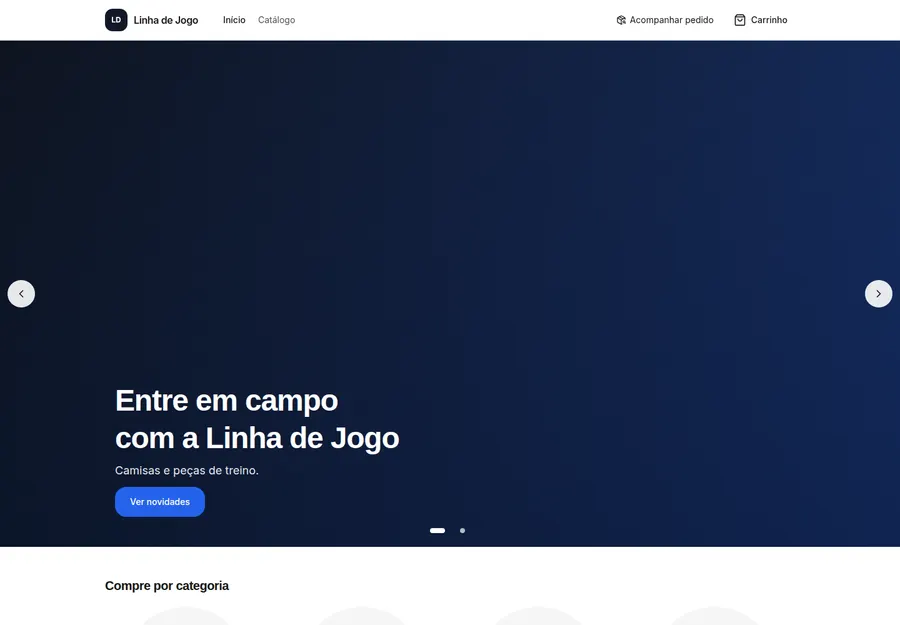 LD
Linha de Jogo
Início
Catálogo
Acompanhar pedido
Carrinho
Entre em campo
com a Linha de Jogo
Camisas e peças de treino.
Ver novidades
Compre por categoria